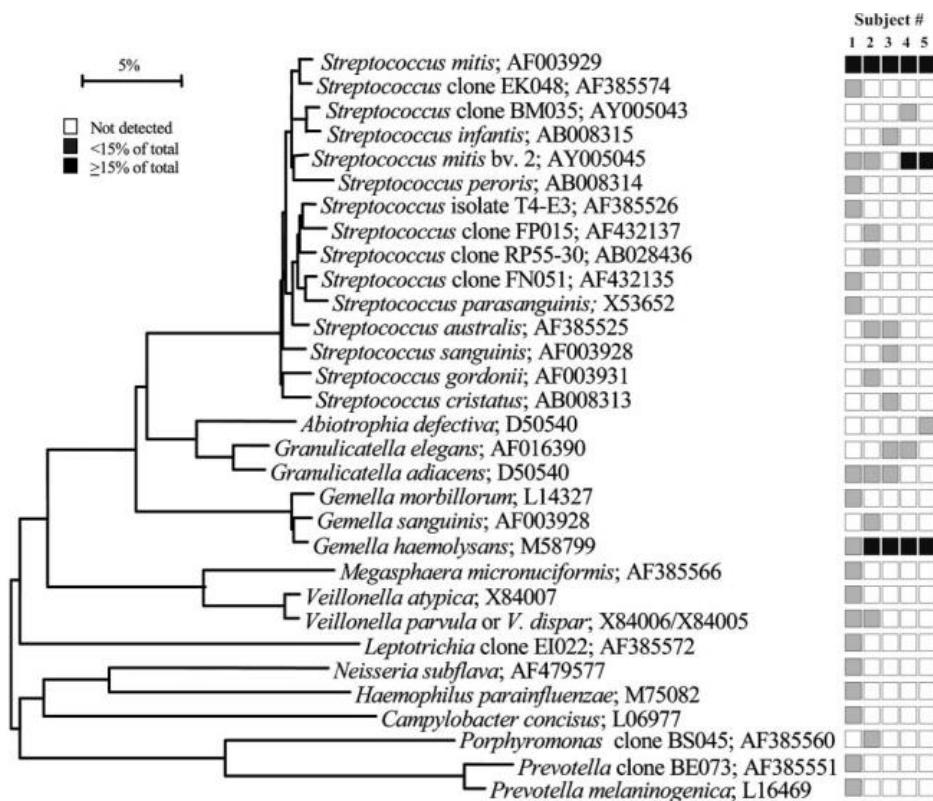 Subject #
1 2 3 4 5
5%
Not detected
<15% of total
≥15% of total
Streptococcus mitis; AF003929
Streptococcus clone EK048; AF385574
Streptococcus clone BM035; AY005043
Streptococcus infantis; AB008315
Streptococcus mitis bv. 2; AY005045
Streptococcus peroris; AB008314
Streptococcus isolate T4-E3; AF385526
Streptococcus clone FP015; AF432137
Streptococcus clone RP55-30; AB028436
Streptococcus clone FN051; AF432135
Streptococcus parasanguinis; X53652
Streptococcus australis; AF385525
Streptococcus sanguinis; AF003928
Streptococcus gordonii; AF003931
Streptococcus cristatus; AB008313
Abiotrophia defectiva; D50540
Granulicatella elegans; AF016390
Granulicatella adiacens; D50540
Gemella morbillorum; L14327
Gemella sanguinis; AF003928
Gemella haemolysans; M58799
Megasphaera micronuciformis; AF385566
Veillonella atypica; X84007
Veillonella parvula or V. dispar; X84006/X84005
Leptotrichia clone EI022; AF385572
Neisseria subflava; AF479577
Haemophilus parainfluenzae; M75082
Campylobacter concisus; L06977
Porphyromonas clone BS045; AF385560
Prevotella clone BE073; AF385551
Prevotella melaninogenica; L16469